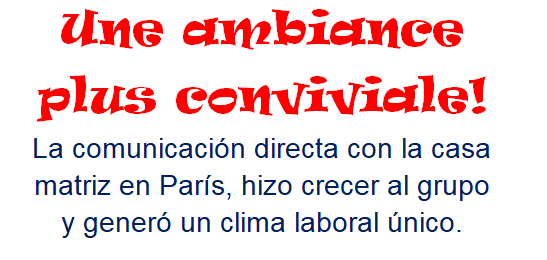 Une ambiance
plus conviviale!
La comunicación directa con la casa
matriz en París, hizo crecer al grupo
y generó un clima laboral único.